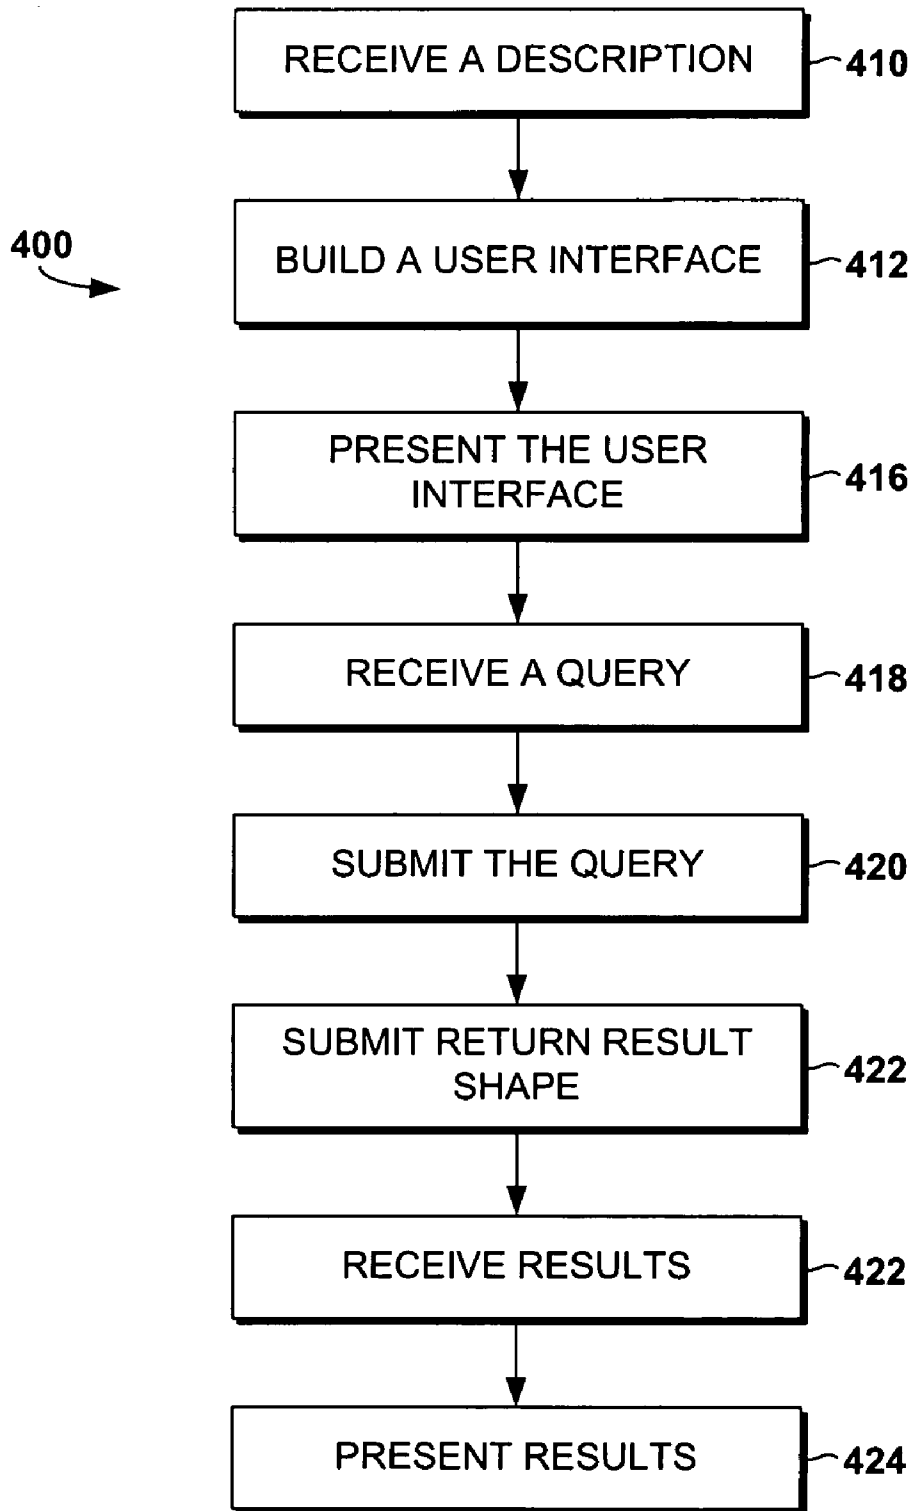 RECEIVE A DESCRIPTION
410
400
BUILD A USER INTERFACE
412
PRESENT THE USER
INTERFACE
416
RECEIVE A QUERY
418
SUBMIT THE QUERY
420
SUBMIT RETURN RESULT
SHAPE
422
RECEIVE RESULTS
422
PRESENT RESULTS
424